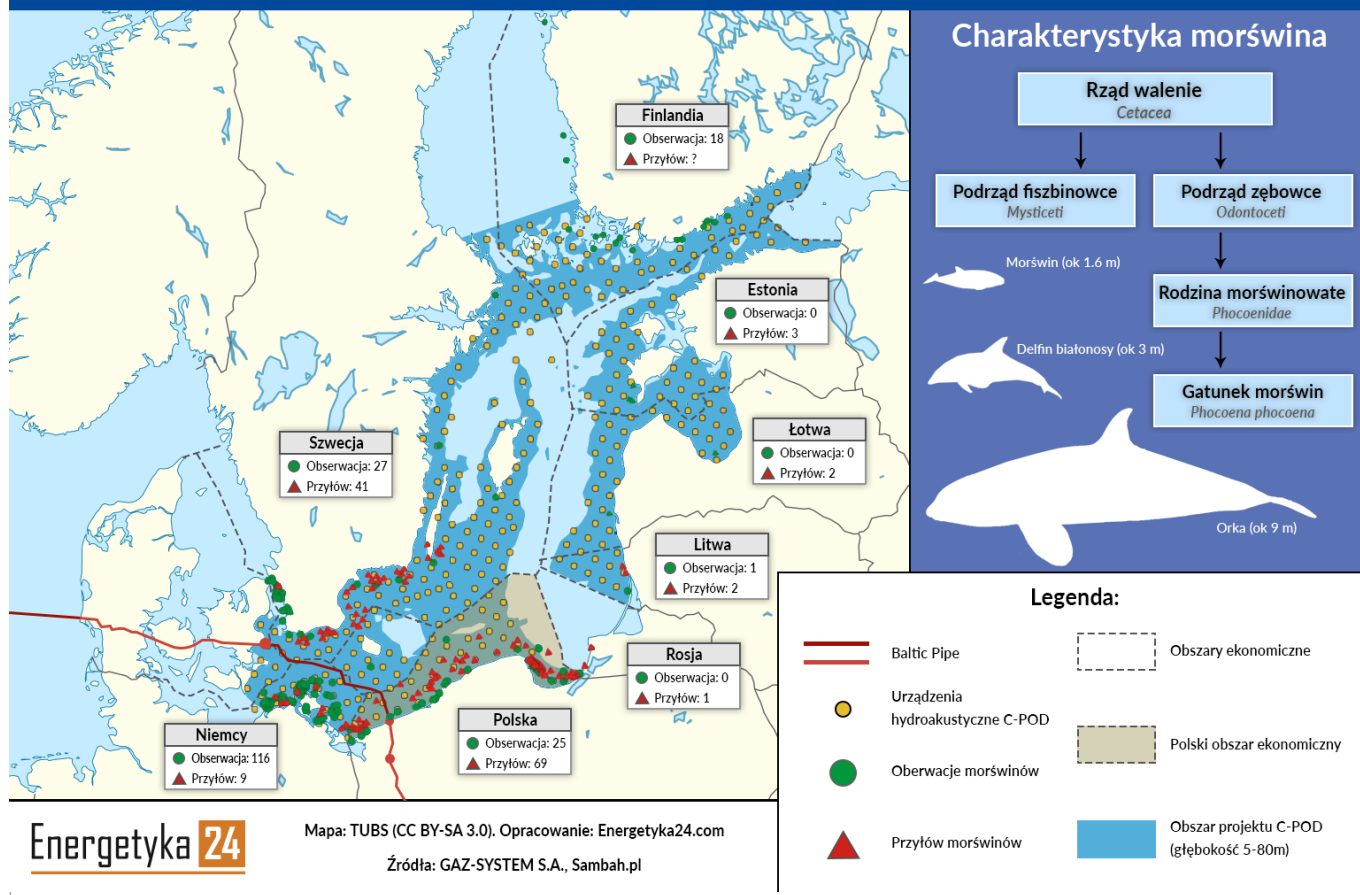 Charakterystyka morświna
Rząd walenie
Cetacea
Podrząd fiszbinowce
Mysticeti
Podrząd zębowce
Odontoceti
Morświn (ok 1.6 m)
Rodzina morświnowate
Phocoenidae
Delfin białonosy (ok 3 m)
Gatunek morświn
Phocoena phocoena
Orka (ok 9 m)
Finlandia
Obserwacja: 18
Przyłów: ?
Estonia
Obserwacja: 0
Przyłów: 3
Łotwa
Obserwacja: 0
Przyłów: 2
Szwecja
Obserwacja: 27
Przyłów: 41
Litwa
Obserwacja: 1
Przyłów: 2
Rosja
Obserwacja: 0
Przyłów: 1
Polska
Obserwacja: 25
Przyłów: 69
Niemcy
Obserwacja: 116
Przyłów: 9
Legenda:
Baltic Pipe
Urządzenia
hydroakustyczne C-POD
Oberwacje morświnów
Przyłów morświnów
Obszary ekonomiczne
Polski obszar ekonomiczny
Obszar projektu C-POD
(głębokość 5-80m)
Energetyka 24
Mapa: TUBS (CC BY-SA 3.0). Opracowanie: Energetyka24.com
Źródła: GAZ-SYSTEM S.A., Sambah.pl